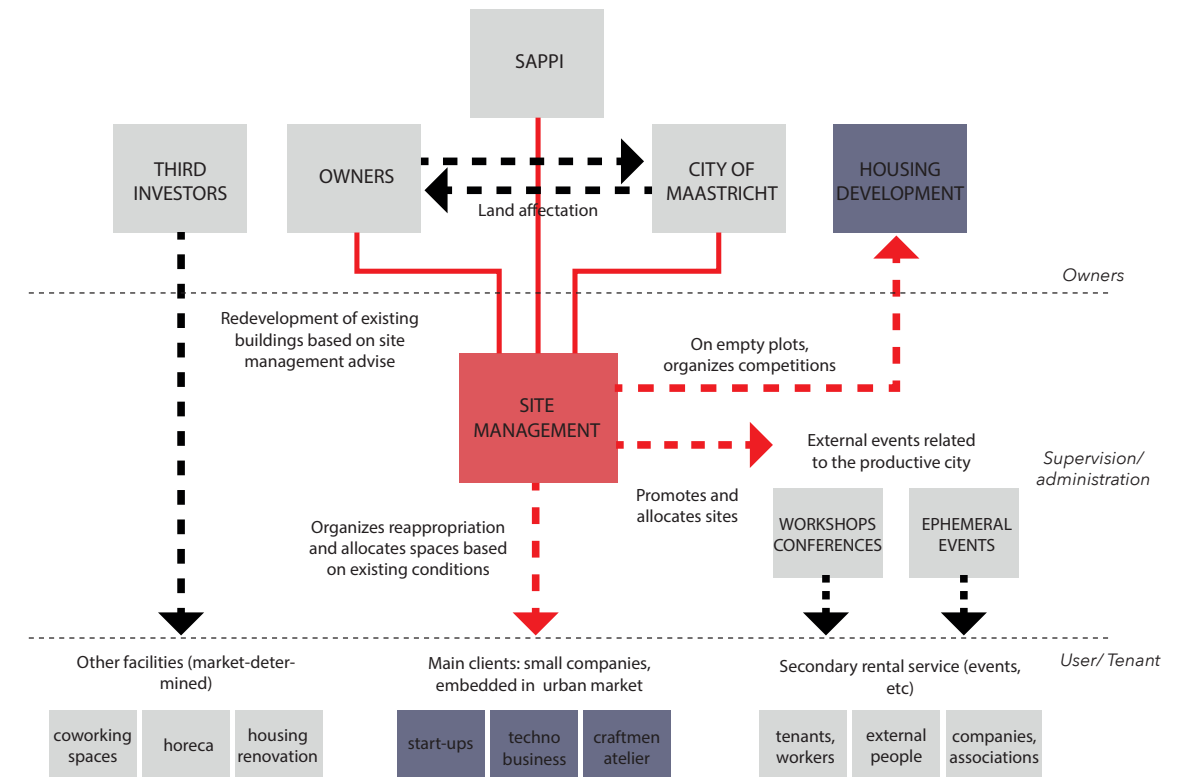 SAPPI
THIRD
INVESTORS
OWNERS
CITY OF
MAASTRICHT
HOUSING
DEVELOPMENT
Land affectation
Owners
Redevelopment of existing
buildings based on site
management advise
On empty plots,
organizes competitions
SITE
MANAGEMENT
External events related
to the productive city
Supervision/
administration
Promotes and
allocates sites
WORKSHOPS
CONFERENCES
EPHEMERAL
EVENTS
Organizes reappropriation
and allocates spaces based
on existing conditions
Other facilities (market-deter-
mined)
Main clients: small companies,
embedded in urban market
Secondary rental service (events,
etc)
User/ Tenant
coworking
spaces
horeca
housing
renovation
start-ups
techno
business
craftmen
atelier
tenants,
workers
external
people
companies,
associations